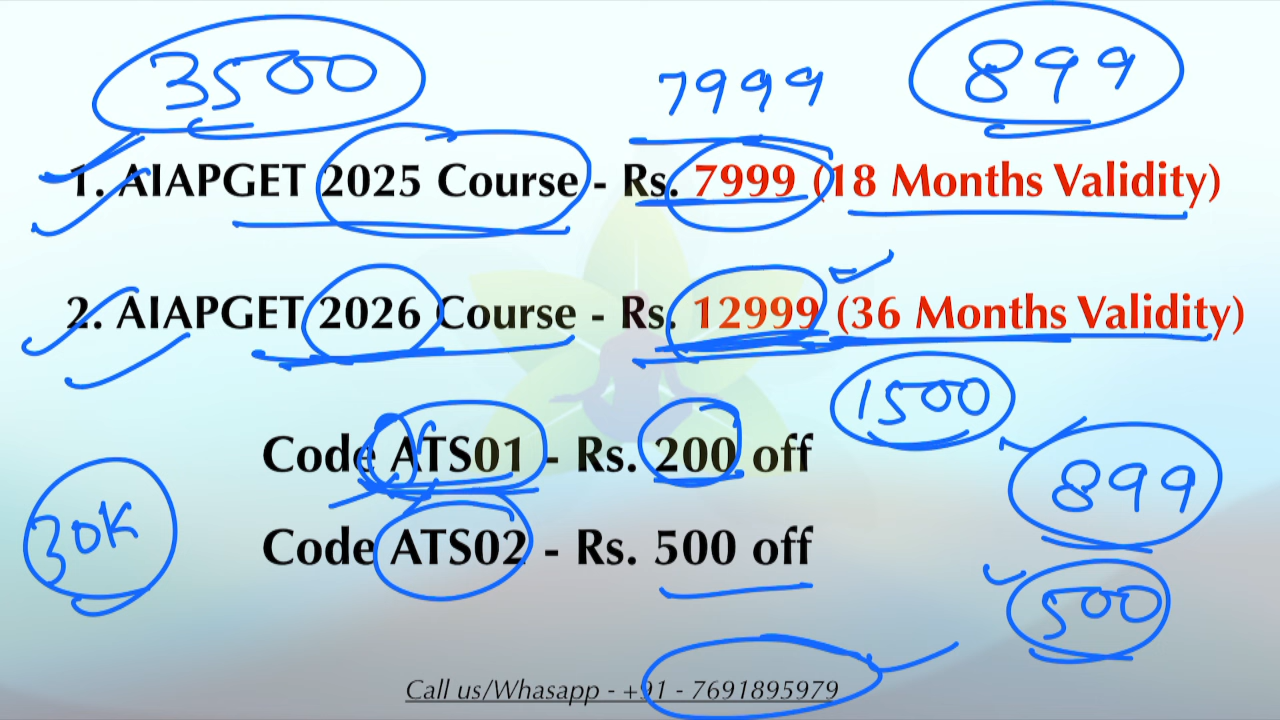 3500
7999
899
1. AIAPGET 2025 Course - Rs. 7999 (18 Months Validity)
2. AIAPGET 2026 Course - Rs. 12999 (36 Months Validity)
1500
Code ATS01 - Rs. 200 off
899
30K
Code ATS02 - Rs. 500 off
500
Call us/Whasapp - +91 - 7691895979